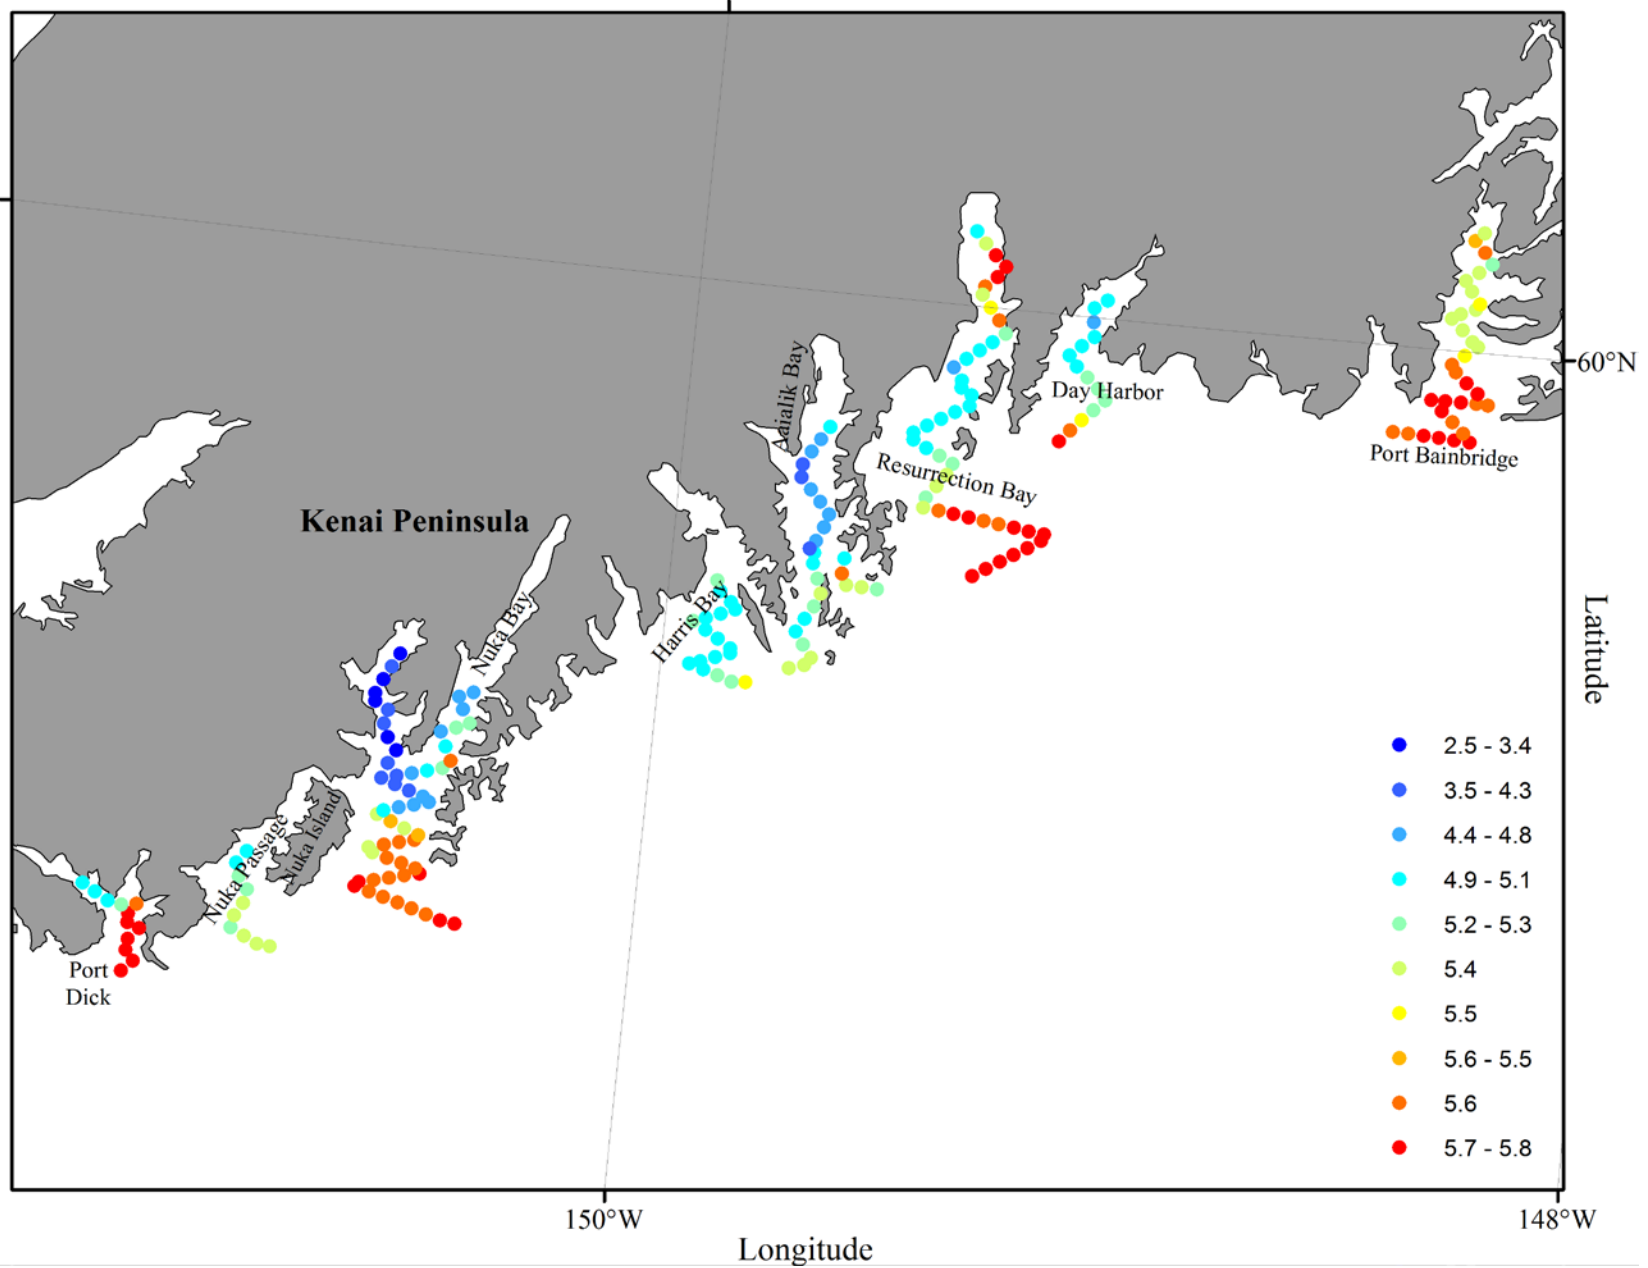 60°N
Aaialik Bay
Day Harbor
Port Bainbridge
Resurrection Bay
Kenai Peninsula
Nuka Bay
Harris Bay
Latitude
Nuka Island
Nuka Passage
Port
Dick
2.5 - 3.4
3.5 - 4.3
4.4 - 4.8
4.9 - 5.1
5.2 - 5.3
5.4
5.5
5.6 - 5.5
5.6
5.7 - 5.8
150°W
148°W
Longitude